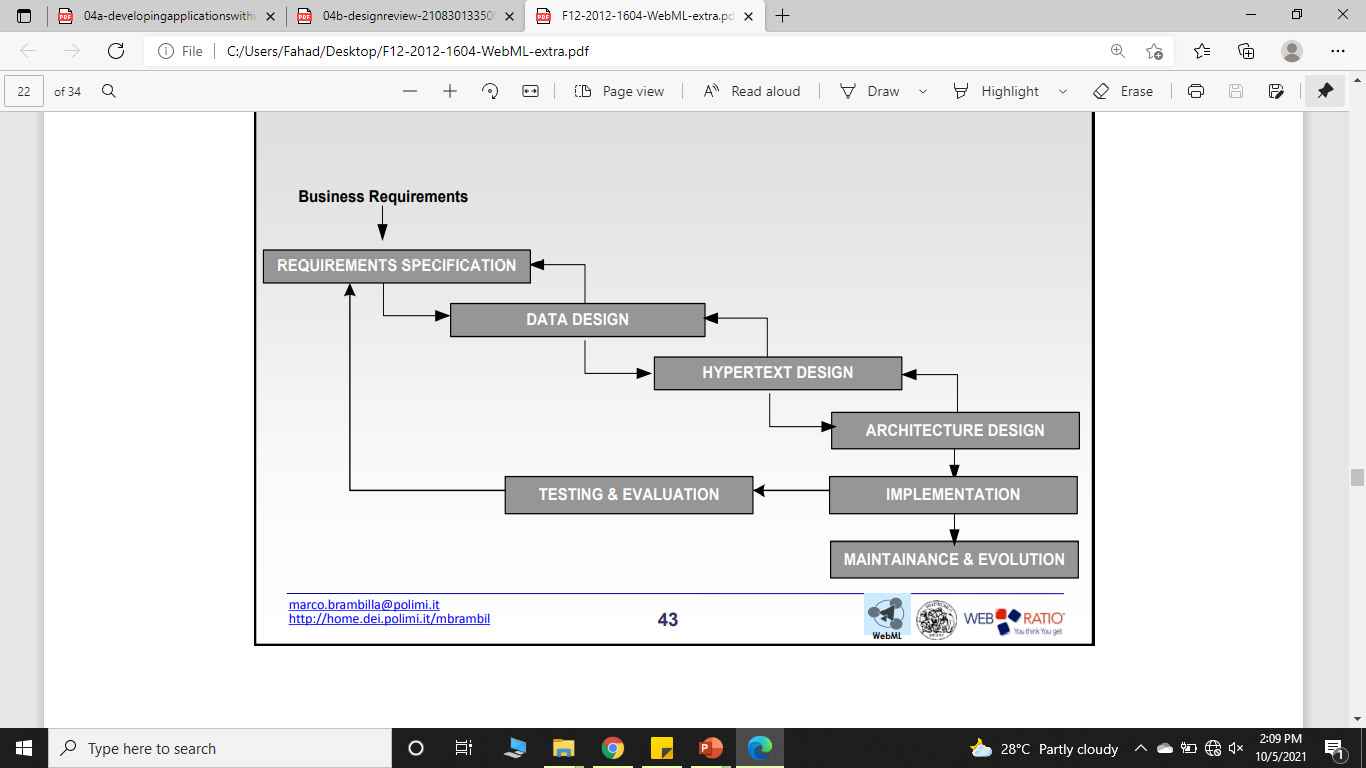 04a-developingapplicationswithu
04b-designreview-21083013350
F12-2012-1604-WebML-extra.pd
File
C:/Users/Fahad/Desktop/F12-2012-1604-WebML-extra.pdf
22 of 34
Page view
Read aloud
Draw
Highlight
Erase
Business Requirements
REQUIREMENTS SPECIFICATION
DATA DESIGN
HYPERTEXT DESIGN
ARCHITECTURE DESIGN
TESTING & EVALUATION
IMPLEMENTATION
MAINTAINANCE & EVOLUTION
marco.brambilla@polimi.it
http://home.dei.polimi.it/mbrambil
43
WebML
WEB RATIO
You think You get
Type here to search
28°C Partly cloudy
2:09 PM
10/5/2021
1